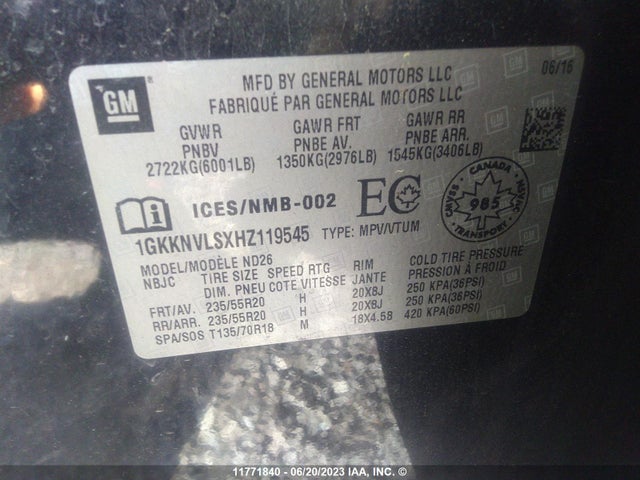 GM
MFD BY GENERAL MOTORS LLC 06/16
FABRIQUÉ PAR GENERAL MOTORS LLC
GVWR GAWR FRT GAWR RR
PNBV PNBE AV. PNBE ARR.
2722KG(6001LB) 1350KG(2976LB) 1545KG(3406LB)
ICES/NMB-002 EC
CANADA
SVAC/NSVAC
985
TRANSPORT
1GKKNVLSXHZ119545 TYPE: MPV/VTUM
MODEL/MODÈLE ND26
NBJC TIRE SIZE SPEED RTG RIM COLD TIRE PRESSURE
DIM. PNEU COTE VITESSE JANTE PRESSION À FROID
FRT/AV. 235/55R20 H 20X8J 250 KPA(36PSI)
RR/ARR. 235/55R20 H 20X8J 250 KPA(36PSI)
SPA/SOS T135/70R18 M 18X4.5B 420 KPA(60PSI)
11771840 - 06/20/2023 IAA, Inc. ©